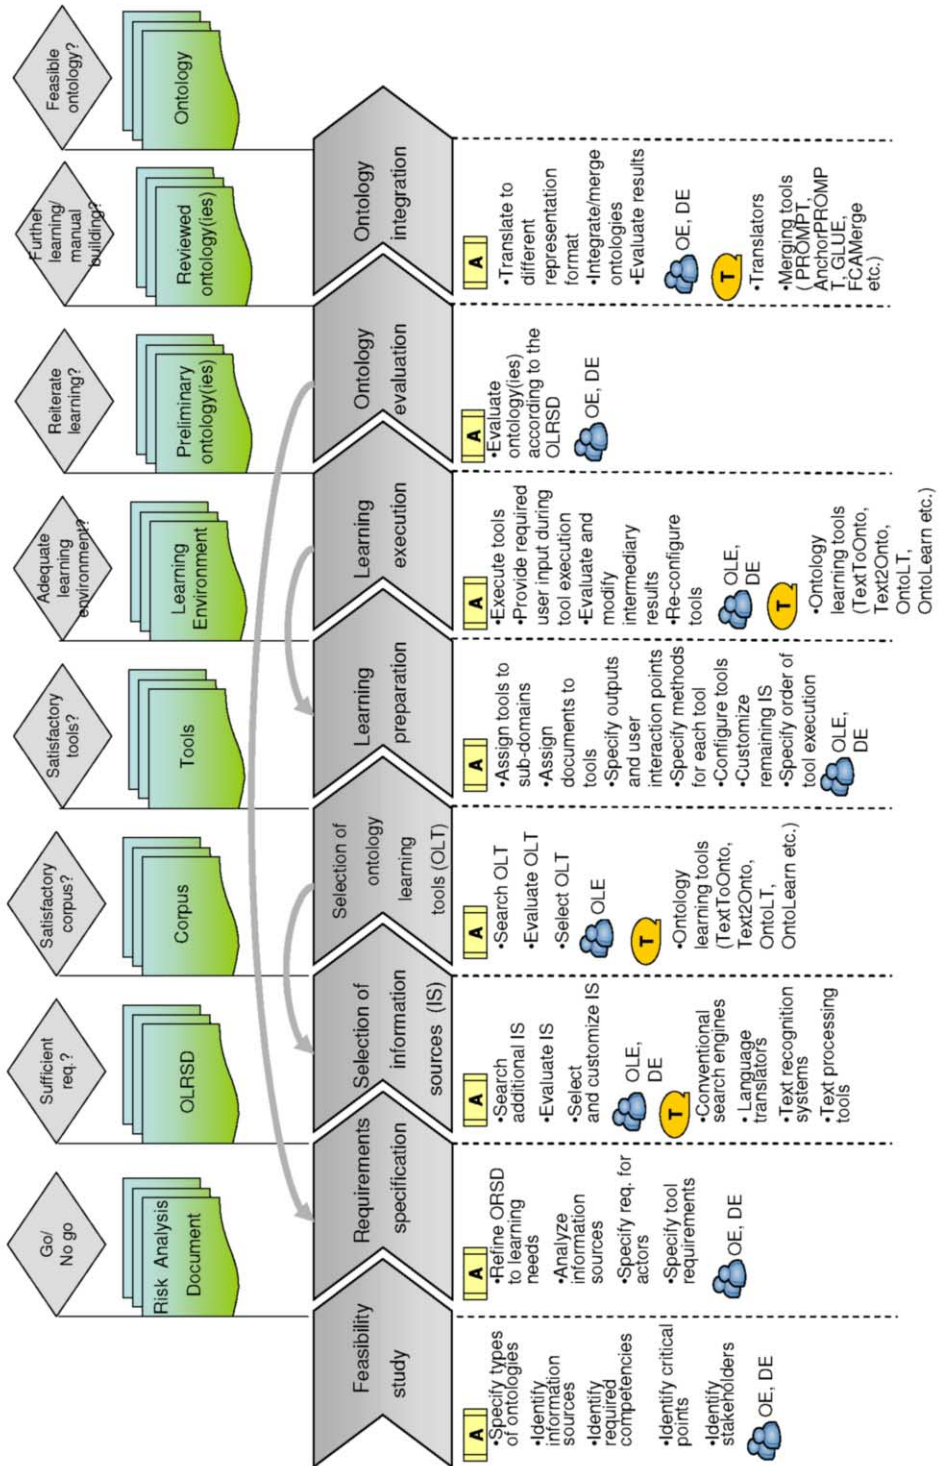 Go/
No go
Sufficient
req.?
Satisfactory
corpus?
Satisfactory
tools?
Adequate
learning
environment?
Reiterate
learning?
Further
learning/
manual
building?
Feasible
ontology?
Risk Analysis
Document
OLRSD
Corpus
Tools
Learning
Environment
Preliminary
ontology(ies)
Reviewed
ontology(ies)
Ontology
Feasibility
study
Requirements
specification
Selection of
information
sources (IS)
Selection of
ontology
learning
tools (OLT)
Learning
preparation
Learning
execution
Ontology
evaluation
Ontology
integration
A
•Specify types
of ontologies
•Identify
information
sources
•Identify
required
competencies
•Identify critical
points
•Identify
stakeholders
OE, DE
A
•Refine ORSD
to learning
needs
•Analyze
information
sources
•Specify req. for
actors
•Specify tool
requirements
OE, DE
A
•Search
additional IS
•Evaluate IS
•Select
and customize IS
OLE,
DE
T
•Conventional
search engines
•Language
translators
•Text recognition
systems
•Text processing
tools
A
•Search OLT
•Evaluate OLT
•Select OLT
OLE
T
•Ontology
learning tools
(TextToOnto,
Text2Onto,
OntoLT,
OntoLearn etc.)
A
•Assign tools to
sub-domains
•Assign
documents to
tools
•Specify outputs
and user
interaction points
•Specify methods
for each tool
•Configure tools
•Customize
remaining IS
•Specify order of
tool execution
OLE,
DE
A
•Execute tools
•Provide required
user input during
tool execution
•Evaluate and
modify
intermediary
results
•Re-configure
tools
OLE,
DE
T
•Ontology
learning tools
(TextToOnto,
Text2Onto,
OntoLT,
OntoLearn etc.)
A
•Evaluate
ontology(ies)
according to the
OLRSD
OE, DE
A
•Translate to
different
representation
format
•Integrate/merge
ontologies
•Evaluate results
OE, DE
T
•Translators
•Merging tools
(PROMPT,
AnchorPROMP
T, GLUE,
FCAMerge
etc.)